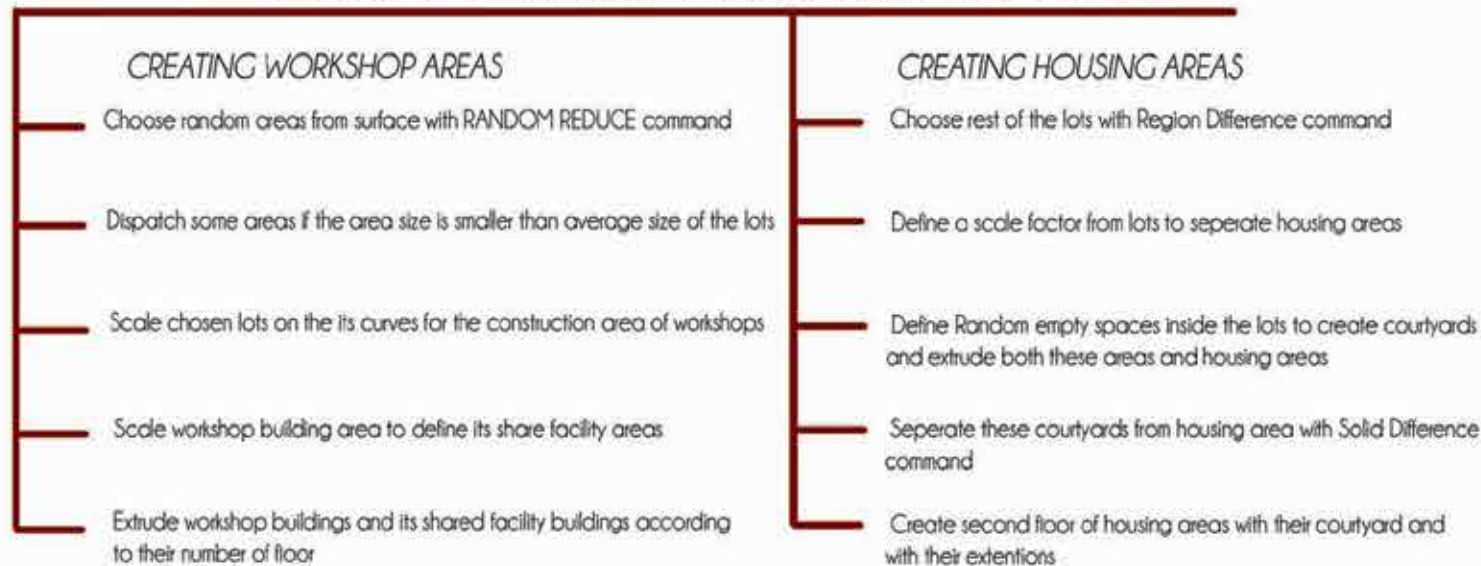 CREATING WORKSHOP AREAS
Choose random areas from surface with RANDOM REDUCE command
Dispatch some areas if the area size is smaller than average size of the lots
Scale chosen lots on the its curves for the construction area of workshops
Scale workshop building area to define its share facility areas
Extrude workshop buildings and its shared facility buildings according
to their number of floor
CREATING HOUSING AREAS
Choose rest of the lots with Region Difference command
Define a scale factor from lots to seperate housing areas
Define Random empty spaces inside the lots to create courtyards
and extrude both these areas and housing areas
Seperate these courtyards from housing area with Solid Difference
command
Create second floor of housing areas with their courtyard and
with their extentions